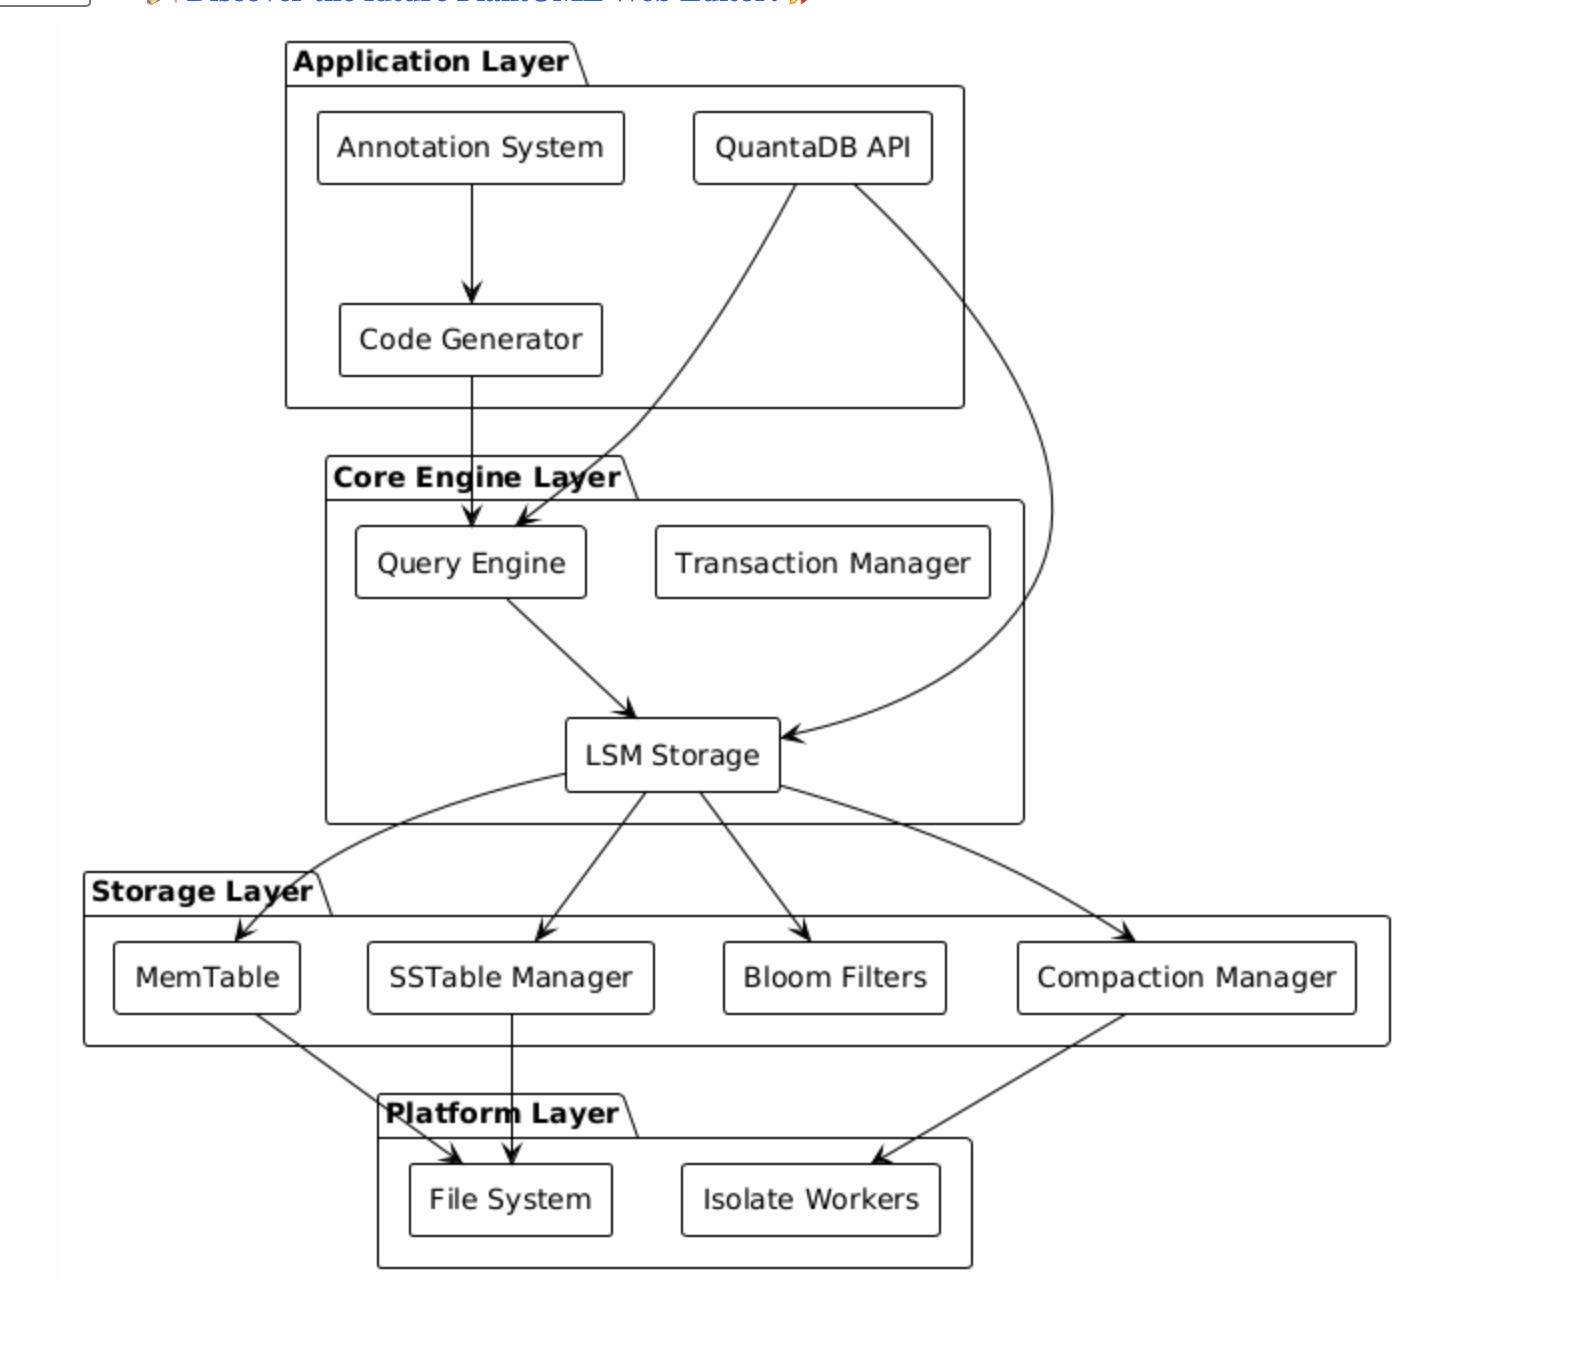 Application Layer
Annotation System
QuantaDB API
Code Generator
Core Engine Layer
Query Engine
Transaction Manager
LSM Storage
Storage Layer
MemTable
SSTable Manager
Bloom Filters
Compaction Manager
Platform Layer
File System
Isolate Workers